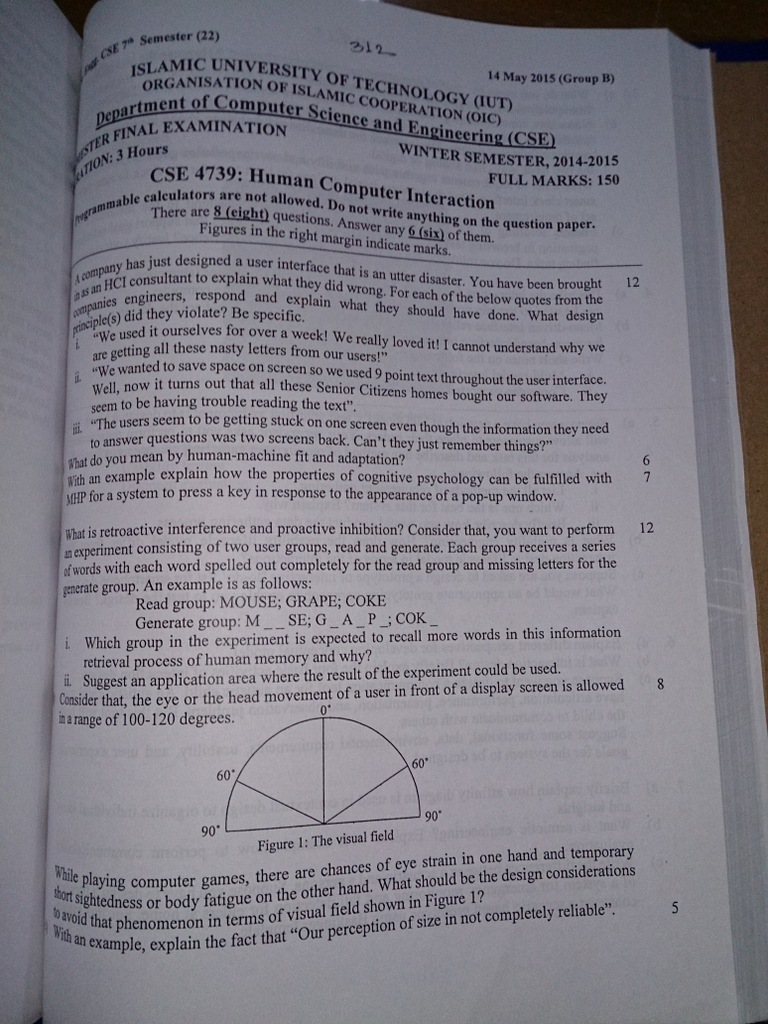 CSE 7th Semester (22)
312
14 May 2015 (Group B)
ISLAMIC UNIVERSITY OF TECHNOLOGY (IUT)
ORGANISATION OF ISLAMIC COOPERATION (OIC)
Department of Computer Science and Engineering (CSE)
FINAL EXAMINATION
WINTER SEMESTER, 2014-2015
3 Hours
FULL MARKS: 150
CSE 4739: Human Computer Interaction
calculators are not allowed. Do not write anything on the question paper.
There are 8 (eight) questions. Answer any 6 (six) of them.
Figures in the right margin indicate marks.
A company has just designed a user interface that is an utter disaster. You have been brought 12
in as an HCI consultant to explain what they did wrong. For each of the below quotes from the
companies engineers, respond and explain what they should have done. What design
principle(s) did they violate? Be specific.
i. "We used it ourselves for over a week! We really loved it! I cannot understand why we
are getting all these nasty letters from our users!"
ii. "We wanted to save space on screen so we used 9 point text throughout the user interface.
Well, now it turns out that all these Senior Citizens homes bought our software. They
seem to be having trouble reading the text".
iii. "The users seem to be getting stuck on one screen even though the information they need
to answer questions was two screens back. Can't they just remember things?"
What do you mean by human-machine fit and adaptation? 6
With an example explain how the properties of cognitive psychology can be fulfilled with 7
MHP for a system to press a key in response to the appearance of a pop-up window.
What is retroactive interference and proactive inhibition? Consider that, you want to perform 12
an experiment consisting of two user groups, read and generate. Each group receives a series
of words with each word spelled out completely for the read group and missing letters for the
generate group. An example is as follows:
Read group: MOUSE; GRAPE; COKE
Generate group: M _ _ SE; G _ A _ P _; COK _
i. Which group in the experiment is expected to recall more words in this information
retrieval process of human memory and why?
ii. Suggest an application area where the result of the experiment could be used.
Consider that, the eye or the head movement of a user in front of a display screen is allowed 8
in a range of 100-120 degrees.
0°
60°
60°
90°
90°
Figure 1: The visual field
While playing computer games, there are chances of eye strain in one hand and temporary
short sightedness or body fatigue on the other hand. What should be the design considerations
to avoid that phenomenon in terms of visual field shown in Figure 1?
With an example, explain the fact that "Our perception of size in not completely reliable". 5